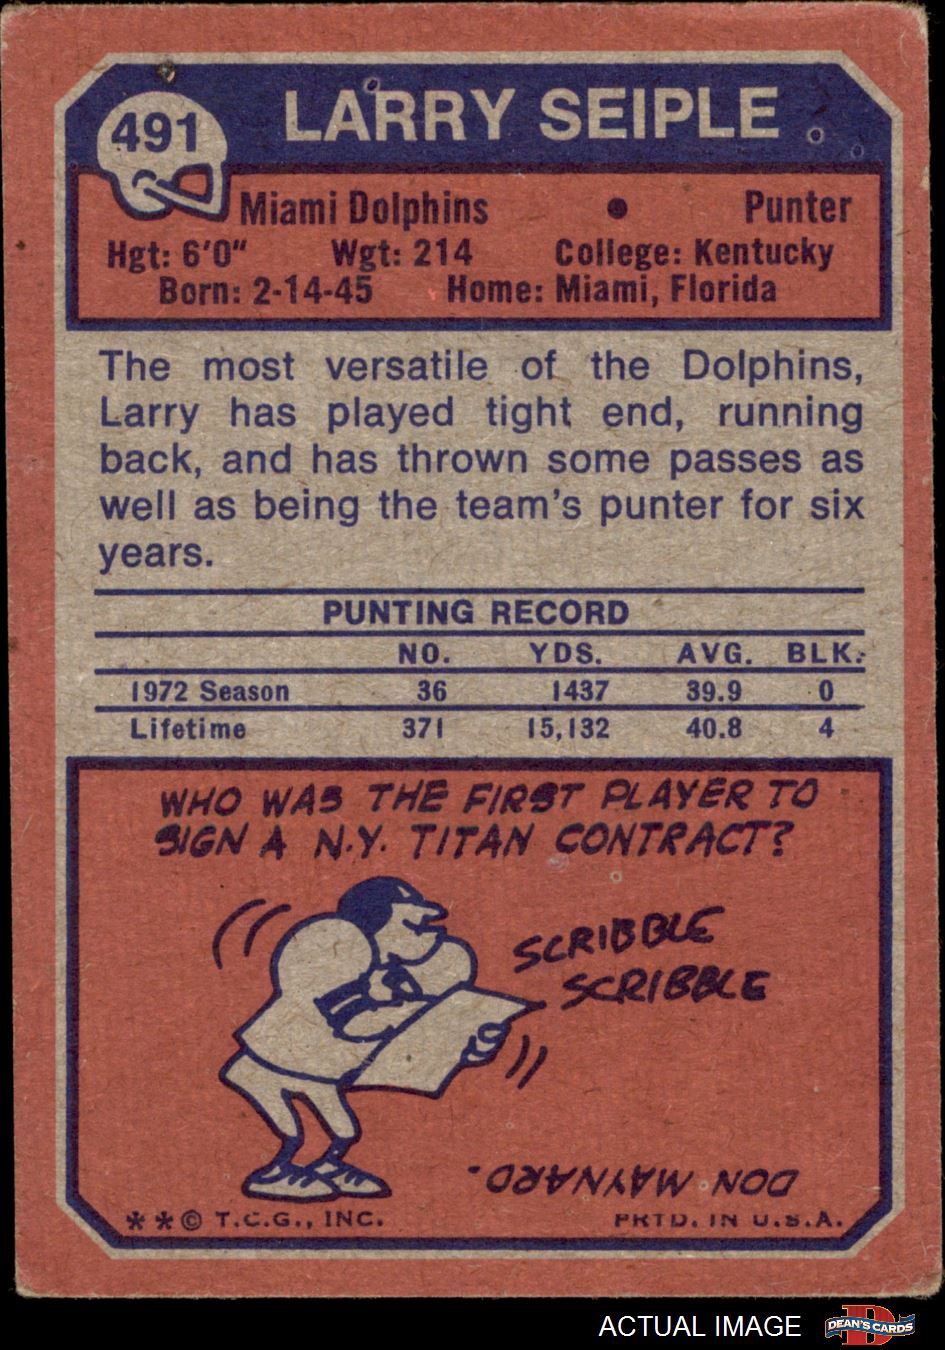 491
LARRY SEIPLE
Miami Dolphins • Punter
Hgt: 6'0" Wgt: 214 College: Kentucky
Born: 2-14-45 Home: Miami, Florida
The most versatile of the Dolphins,
Larry has played tight end, running
back, and has thrown some passes as
well as being the team's punter for six
years.
PUNTING RECORD
NO. YDS. AVG. BLK.
1972 Season 36 1437 39.9 0
Lifetime 371 15,132 40.8 4
WHO WAS THE FIRST PLAYER TO
SIGN A N.Y. TITAN CONTRACT?
SCRIBBLE
SCRIBBLE
DON MAYNARD.
**© T.C.G., INC. PRTD. IN U.S.A.
ACTUAL IMAGE DEAN'S CARDS